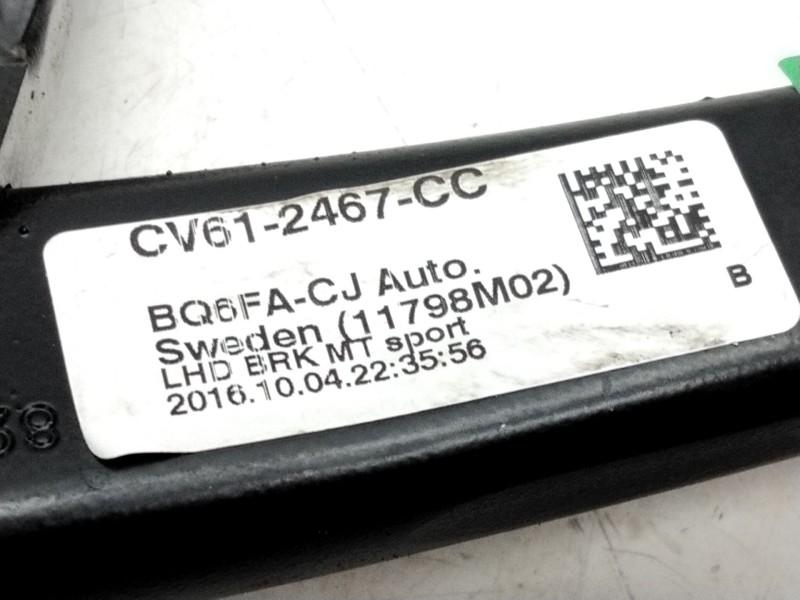 CV61-2467-CC
BQ6FA-CJ Auto.
Sweden (11798M02)
LHD BRK MT sport
2016.10.04.22:35:56
B